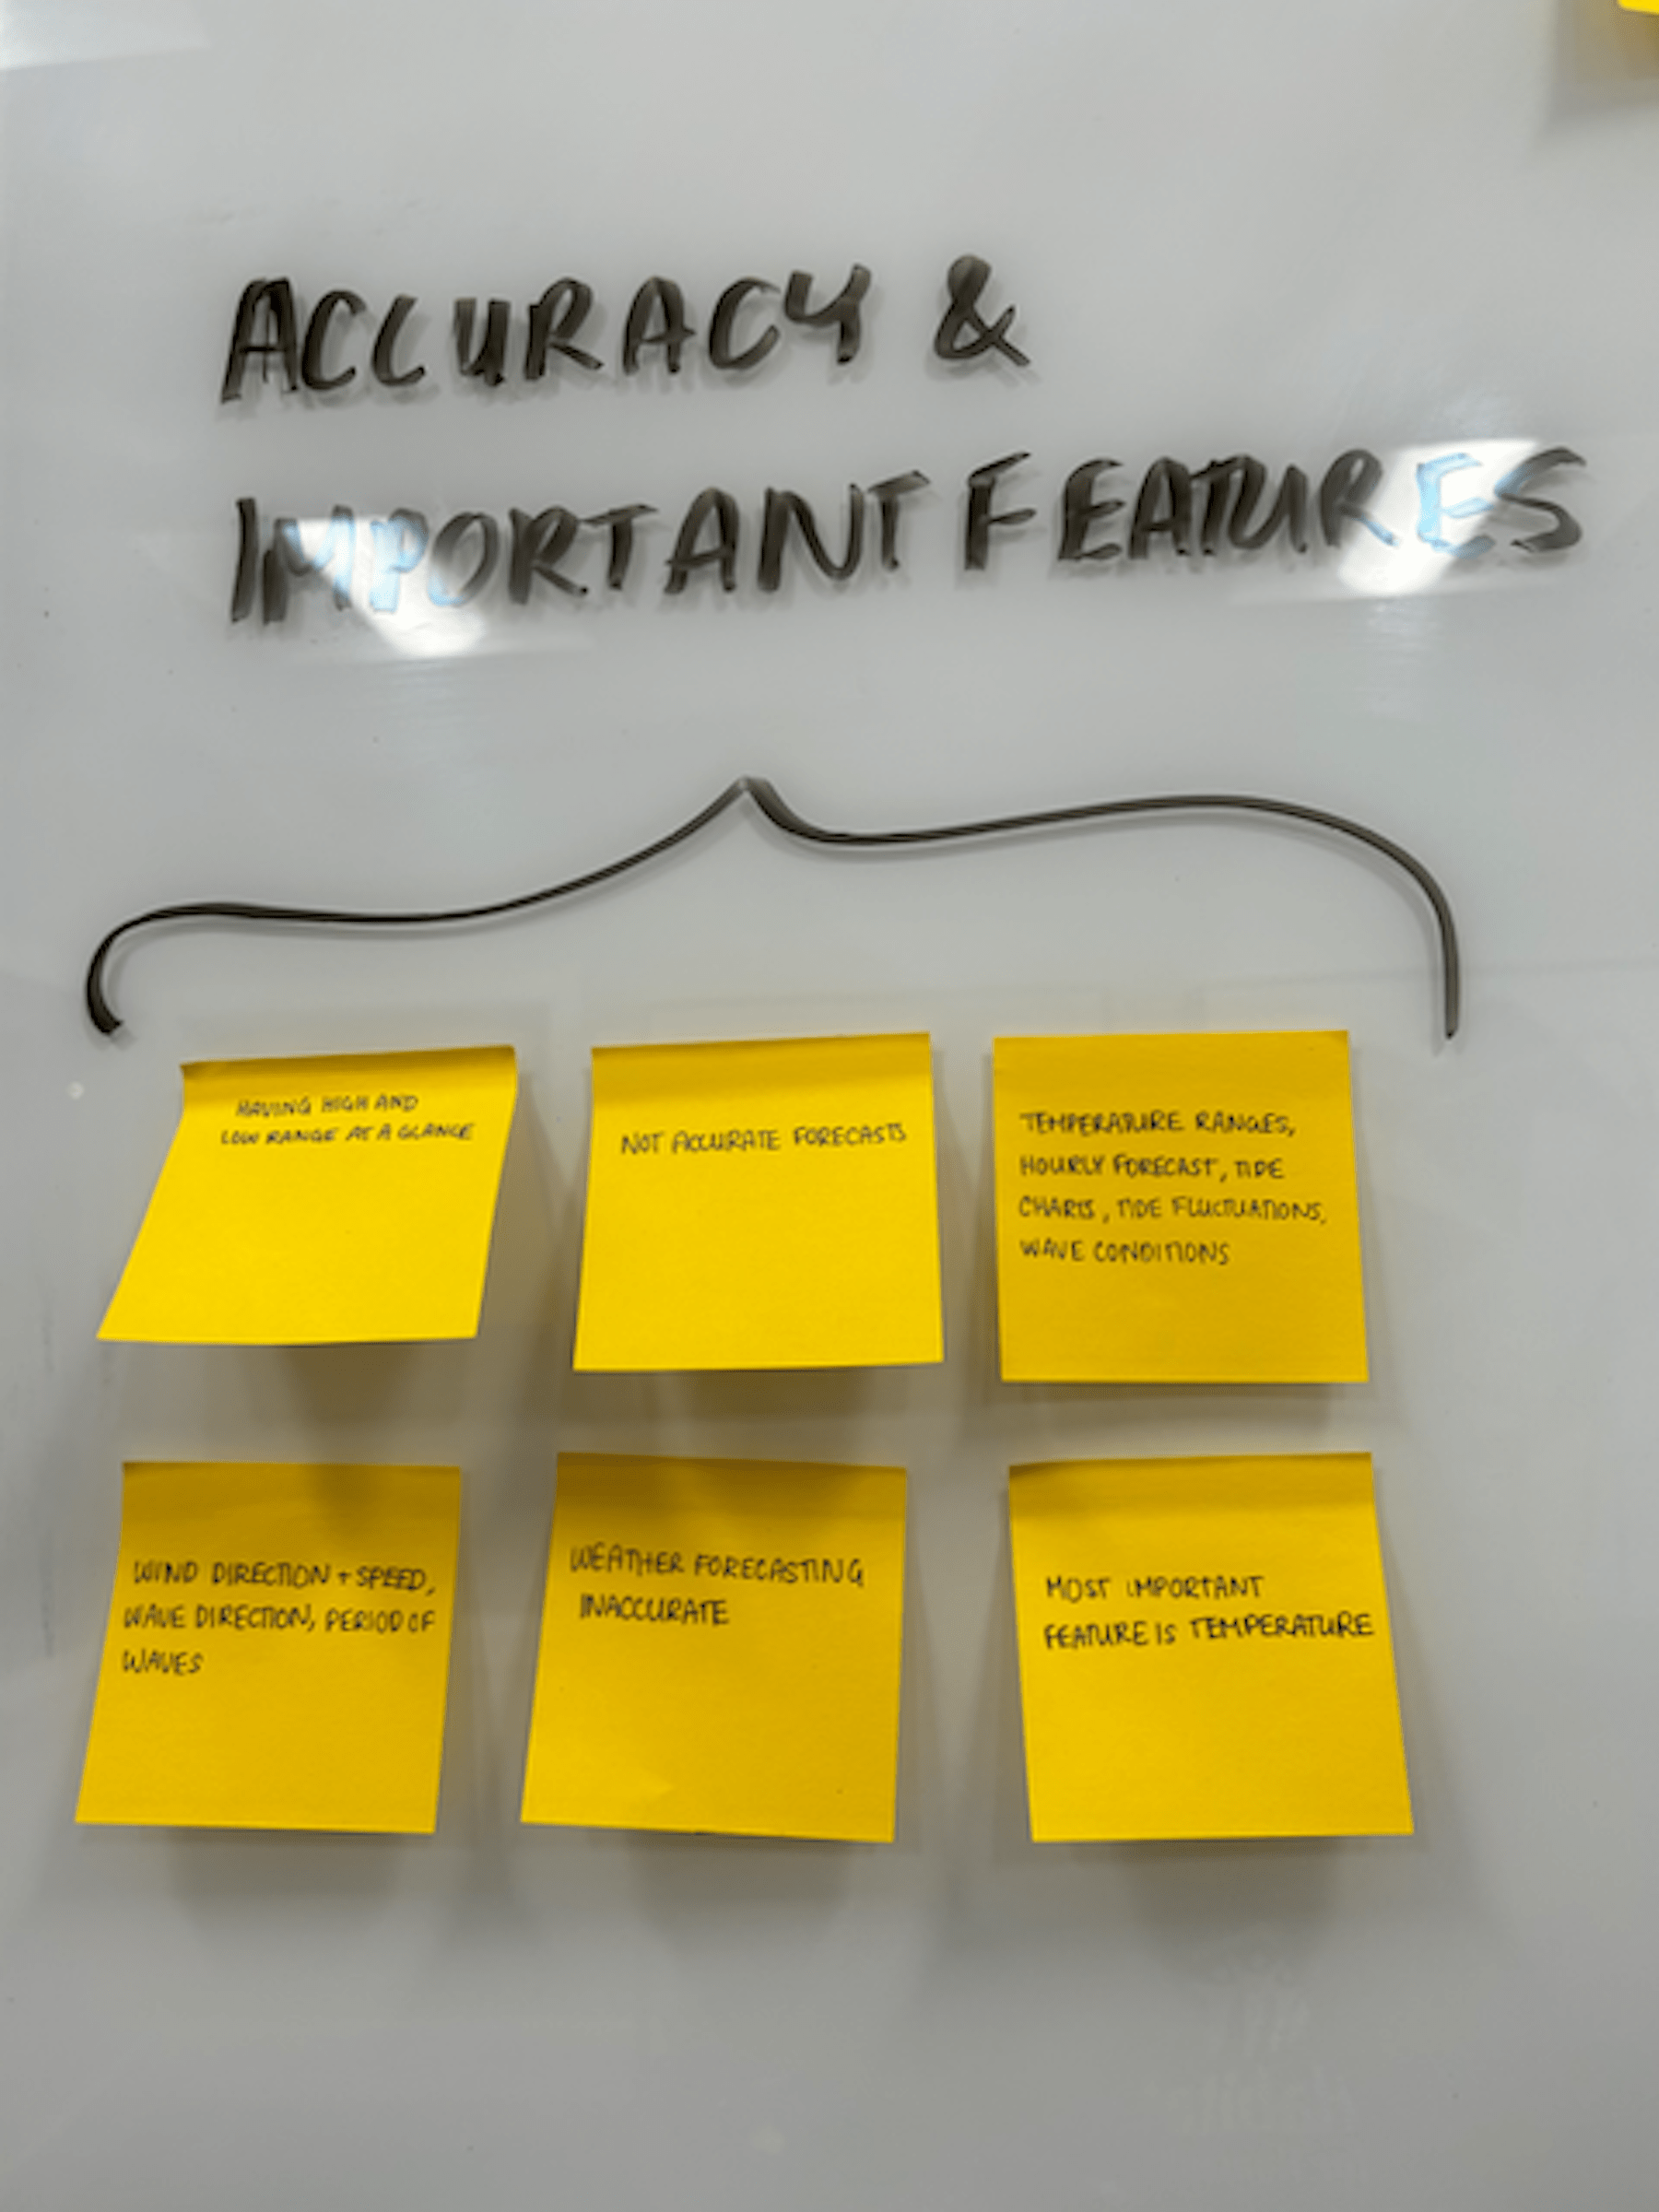 ACCURACY &
IMPORTANT FEATURES
HAVING HIGH AND
LOW RANGE AT A GLANCE
NOT ACCURATE FORECASTS
TEMPERATURE RANGES,
HOURLY FORECAST, TIDE
CHARTS, TIDE FLUCTUATIONS,
WAVE CONDITIONS
WIND DIRECTION + SPEED,
WAVE DIRECTION, PERIOD OF
WAVES
WEATHER FORECASTING
INACCURATE
MOST IMPORTANT
FEATURE IS TEMPERATURE